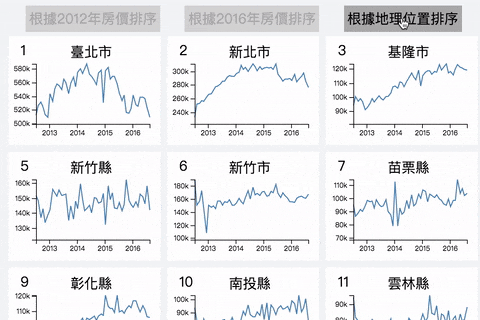 根據2012年房價排序 根據2016年房價排序 根據地理位置排序
1 臺北市 2 新北市 3 基隆市
580k 560k 540k 520k 500k
2013 2014 2015 2016
300k 280k 260k 240k
2013 2014 2015 2016
120k 110k 100k 90k
2013 2014 2015 2016
5 新竹縣 6 新竹市 7 苗栗縣
160k 150k 140k 130k
2013 2014 2015 2016
180k 160k 140k 120k 100k
2013 2014 2015 2016
110k 100k 90k 80k 70k
2013 2014 2015 2016
9 彰化縣 10 南投縣 11 雲林縣
120k 110k 100k
100k 90k 80k
90k 80k